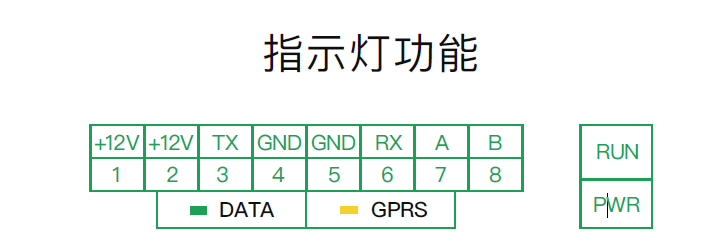 指示灯功能
+12V +12V TX GND GND RX A B
1 2 3 4 5 6 7 8
DATA GPRS
RUN
PWR